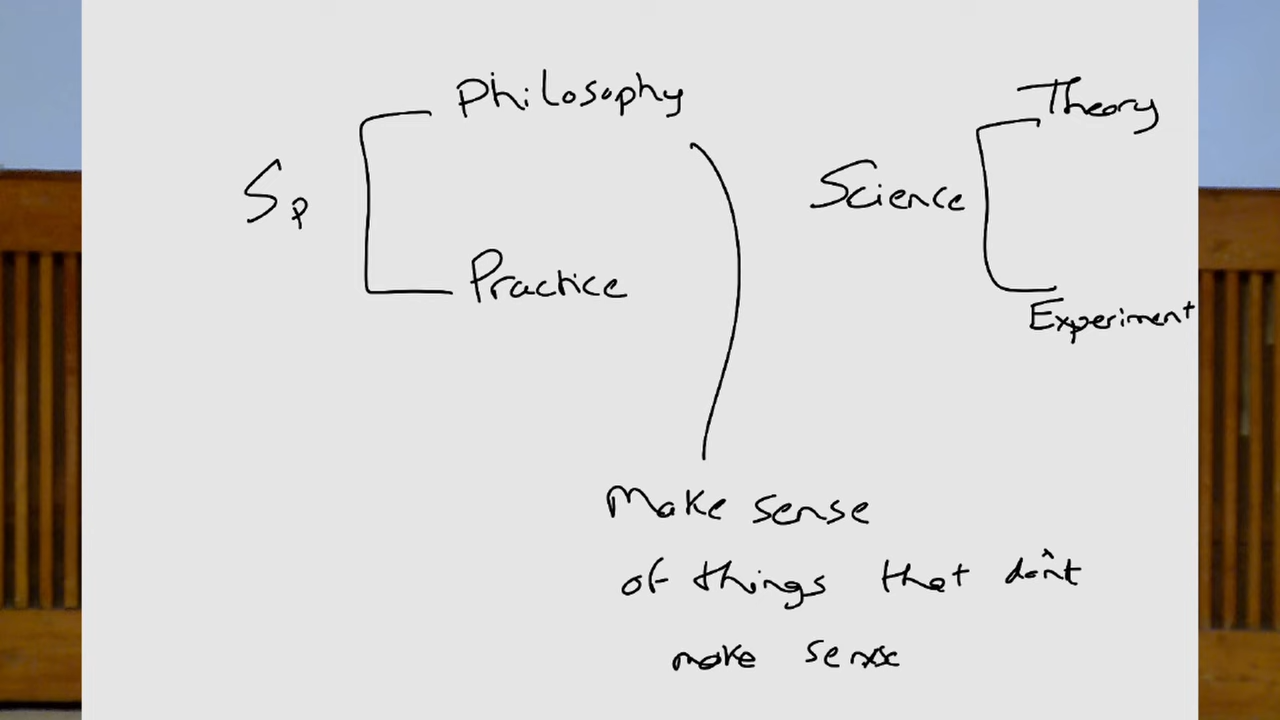 Philosophy
Sp
Practice
Theory
Science
Experiment
Make sense
of things that don't
make sense